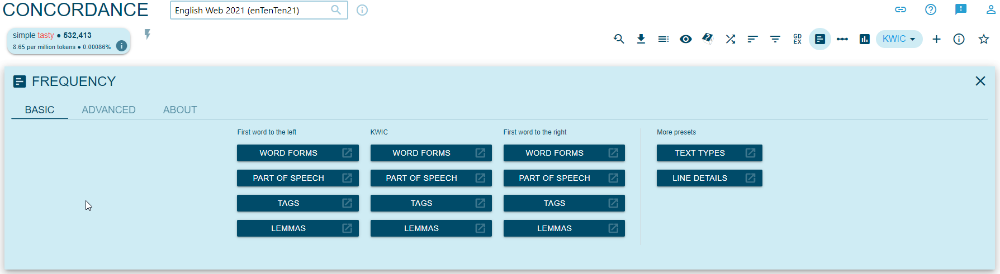 CONCORDANCE
English Web 2021 (enTenTen21)
simple tasty ● 532,413
8.65 per million tokens ● 0.00086%
GD
EX
KWIC
FREQUENCY
BASIC ADVANCED ABOUT
First word to the left KWIC First word to the right More presets
WORD FORMS WORD FORMS WORD FORMS TEXT TYPES
PART OF SPEECH PART OF SPEECH PART OF SPEECH LINE DETAILS
TAGS TAGS TAGS
LEMMAS LEMMAS LEMMAS